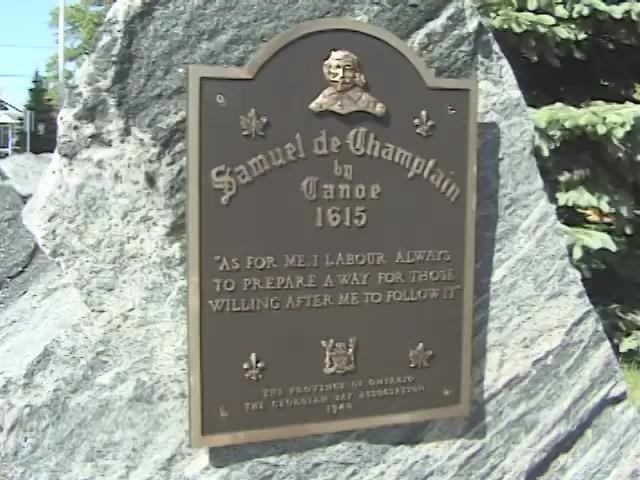 Samuel de Champlain
by
Canoe
1615
"AS FOR ME, I LABOUR ALWAYS
TO PREPARE A WAY FOR THOSE
WILLING AFTER ME TO FOLLOW IT"
THE PROVINCE OF ONTARIO
THE GEORGIAN BAY ASSOCIATION